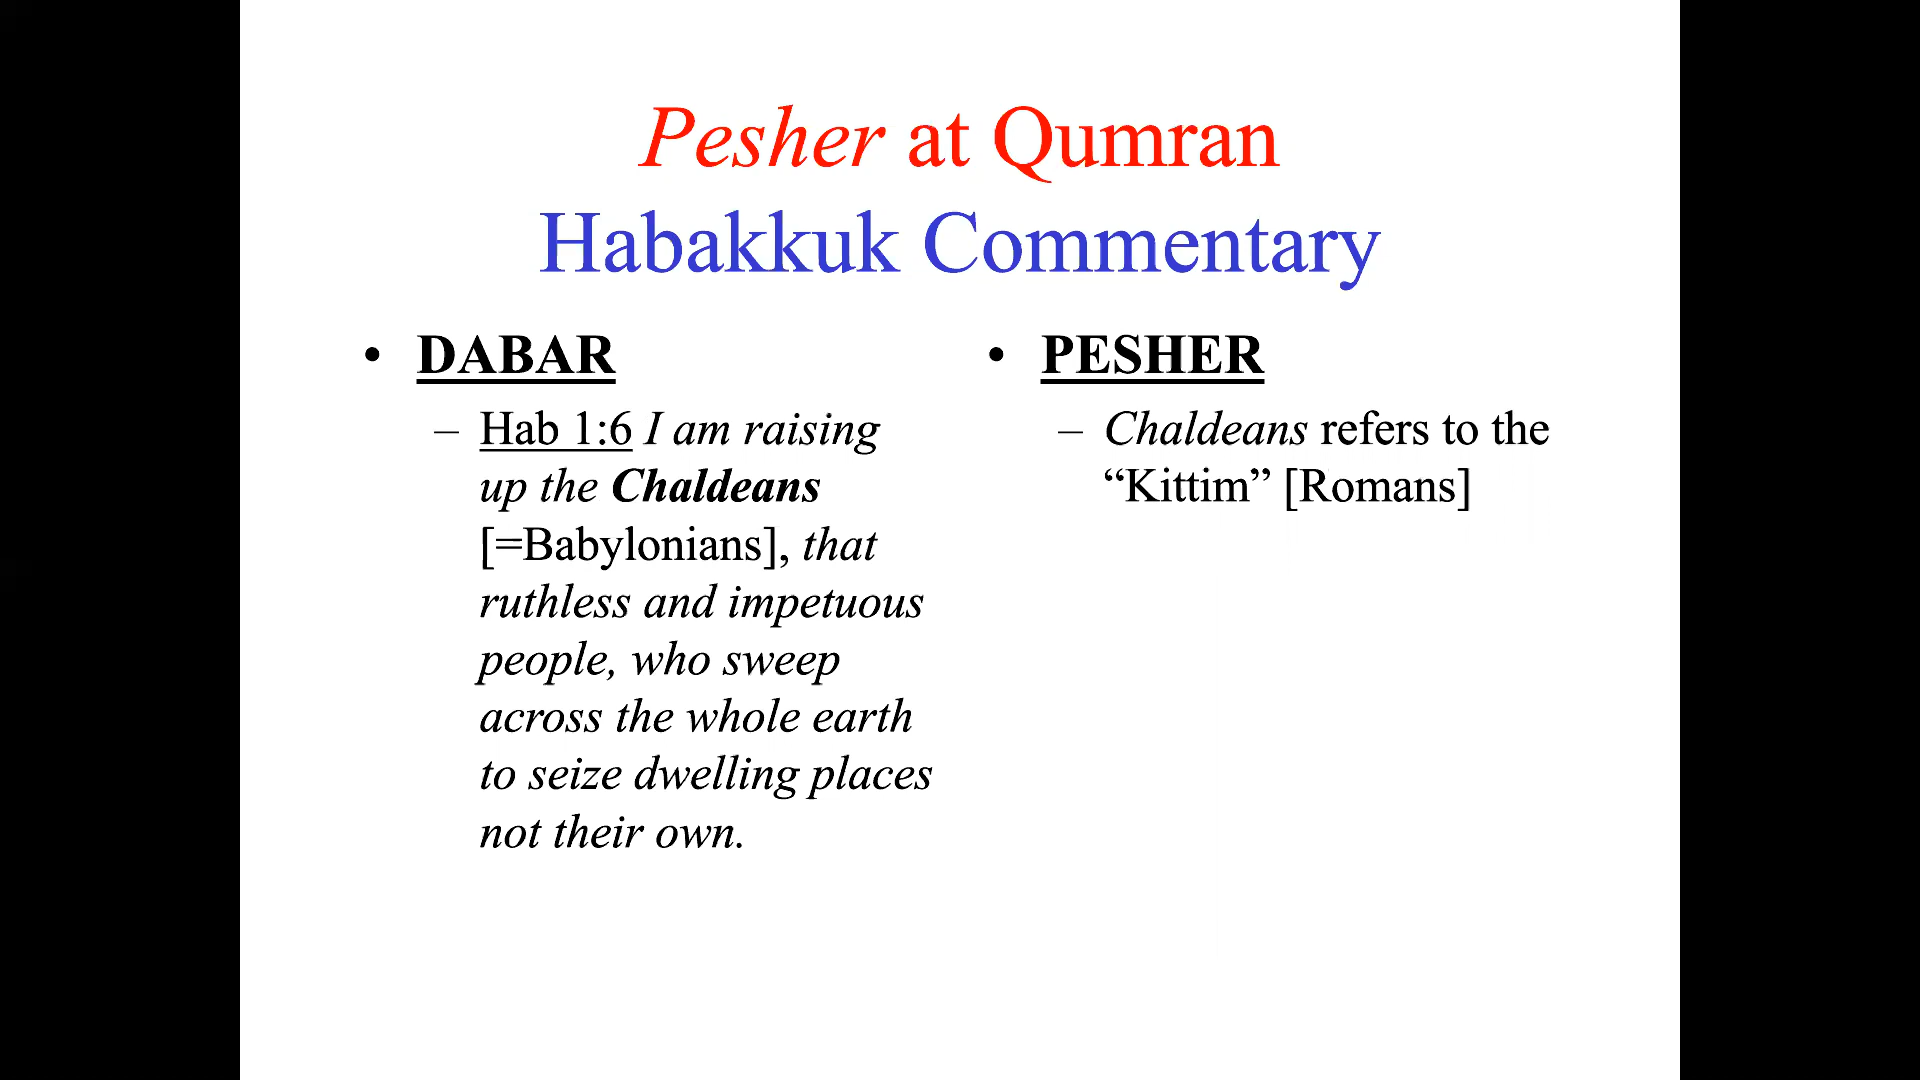 Pesher at Qumran
Habakkuk Commentary
• DABAR
– Hab 1:6 I am raising
up the Chaldeans
[=Babylonians], that
ruthless and impetuous
people, who sweep
across the whole earth
to seize dwelling places
not their own.
• PESHER
– Chaldeans refers to the
“Kittim” [Romans]